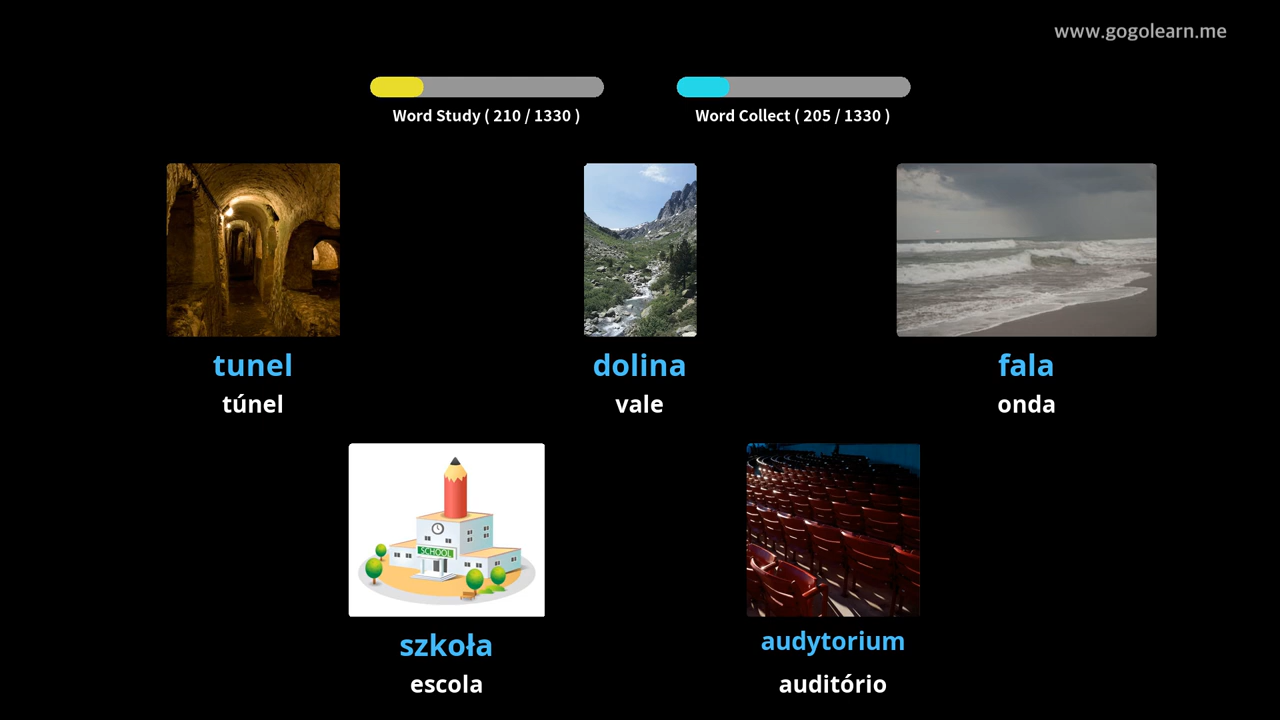 www.gogolearn.me
Word Study ( 210 / 1330 )
Word Collect ( 205 / 1330 )
tunel
túnel
dolina
vale
fala
onda
SCHOOL
szkoła
escola
audytorium
auditório